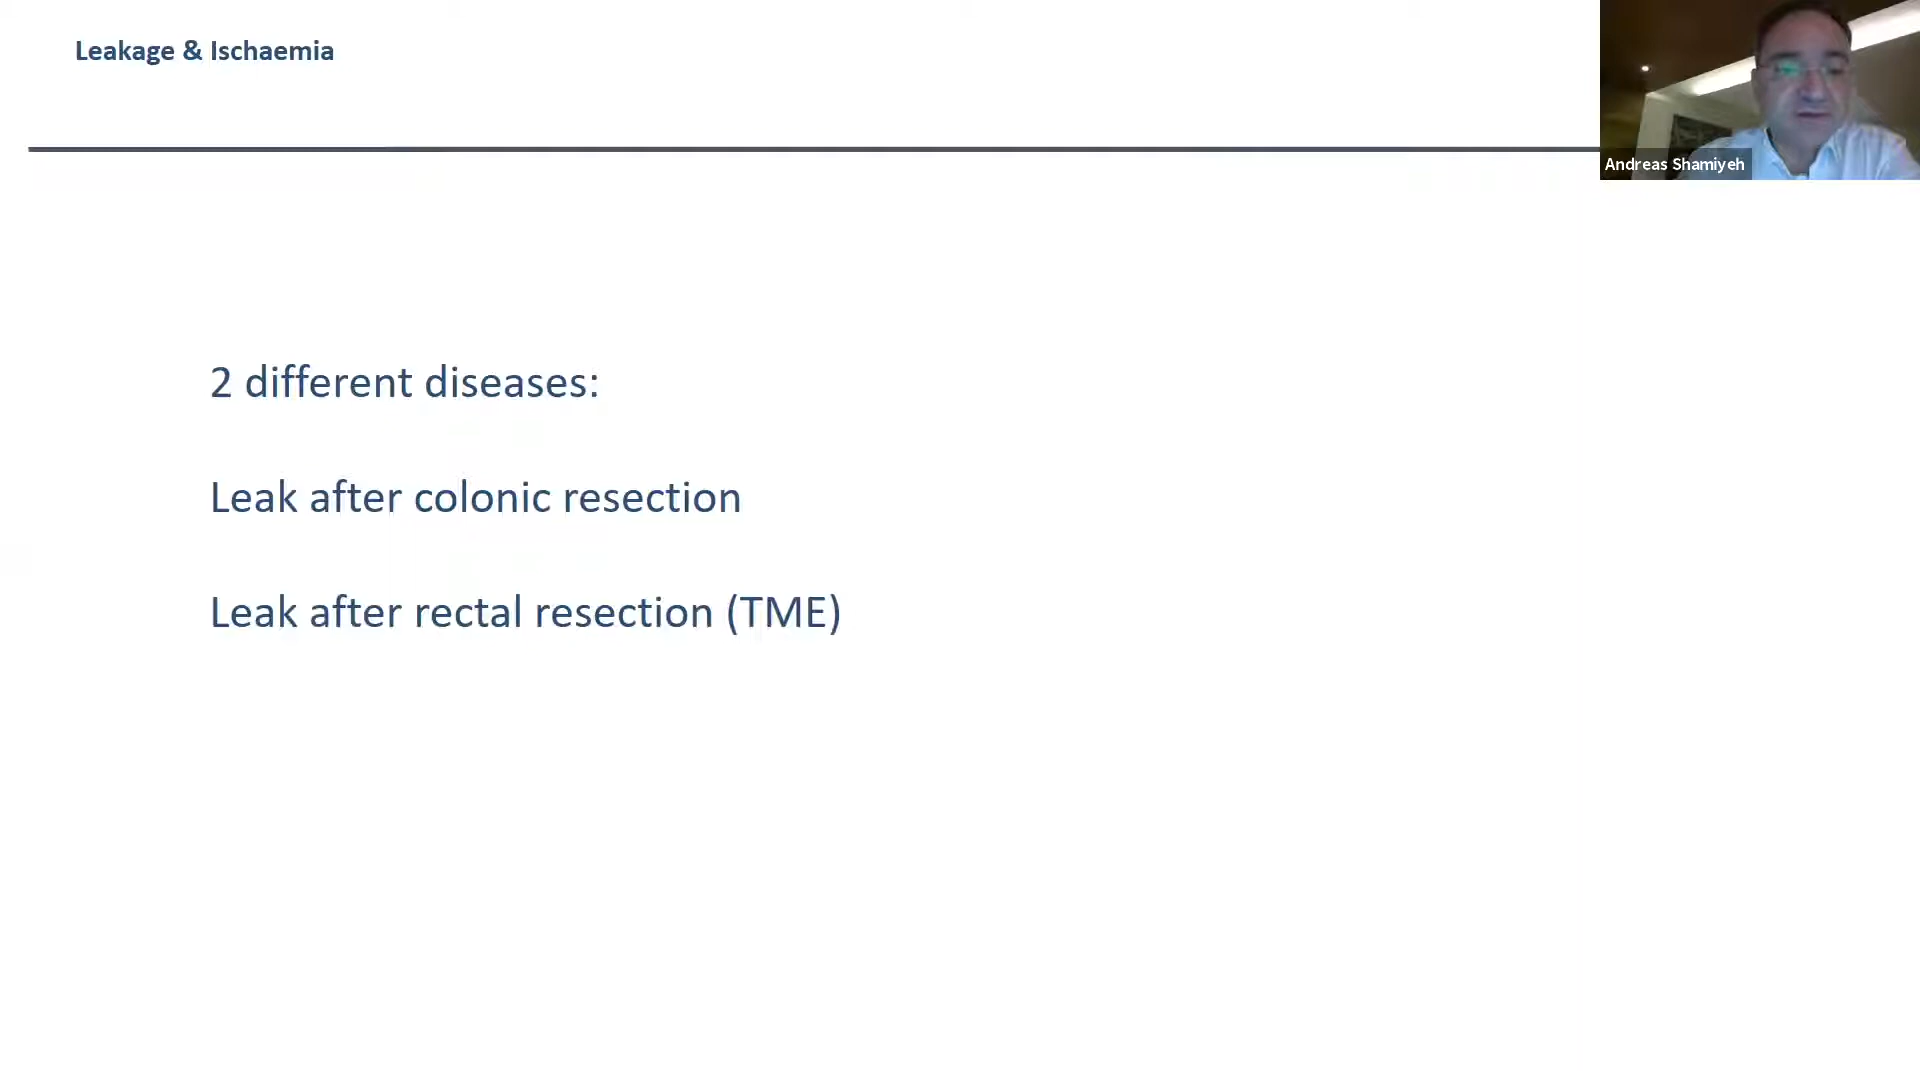 Leakage & Ischaemia
Andreas Shamiyeh
2 different diseases:
Leak after colonic resection
Leak after rectal resection (TME)